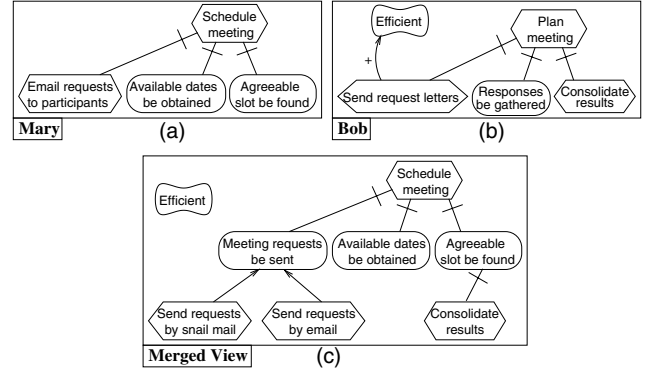 Schedule
meeting
Email requests
to participants
Available dates
be obtained
Agreeable
slot be found
Mary
(a)
Efficient
+
Plan
meeting
Send request letters
Responses
be gathered
Consolidate
results
Bob
(b)
Schedule
meeting
Efficient
Meeting requests
be sent
Available dates
be obtained
Agreeable
slot be found
Send requests
by snail mail
Send requests
by email
Consolidate
results
Merged View
(c)